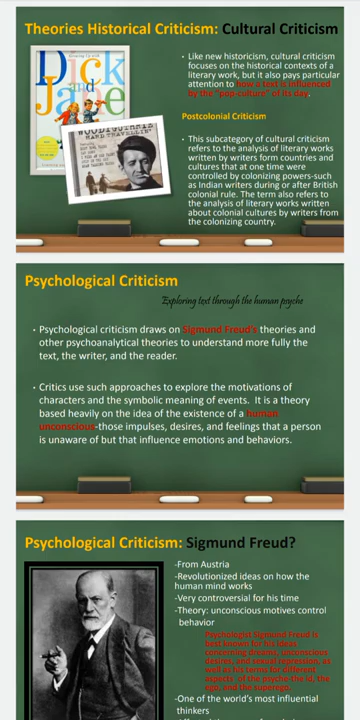 Theories Historical Criticism: Cultural Criticism
Dick
and
Jane
WOODY GUTHRIE
HARD TRAVELIN'
• Like new historicism, cultural criticism
focuses on the historical contexts of a
literary work, but it also pays particular
attention to how a text is influenced
by the "pop-culture" of its day.
Postcolonial Criticism
• This subcategory of cultural criticism
refers to the analysis of literary works
written by writers form countries and
cultures that at one time were
controlled by colonizing powers-such
as Indian writers during or after British
colonial rule. The term also refers to
the analysis of literary works written
about colonial cultures by writers from
the colonizing country.
Psychological Criticism
Exploring text through the human psyche
• Psychological criticism draws on Sigmund Freud's theories and
other psychoanalytical theories to understand more fully the
text, the writer, and the reader.
• Critics use such approaches to explore the motivations of
characters and the symbolic meaning of events. It is a theory
based heavily on the idea of the existence of a human
unconscious-those impulses, desires, and feelings that a person
is unaware of but that influence emotions and behaviors.
Psychological Criticism: Sigmund Freud?
-From Austria
-Revolutionized ideas on how the
human mind works
-Very controversial for his time
-Theory: unconscious motives control
behavior
Psychologist Sigmund Freud is
best known for his ideas
concerning dreams, unconscious
desires, and sexual repression, as
well as his terms for different
aspects of the psyche-the id, the
ego, and the superego.
-One of the world's most influential
thinkers